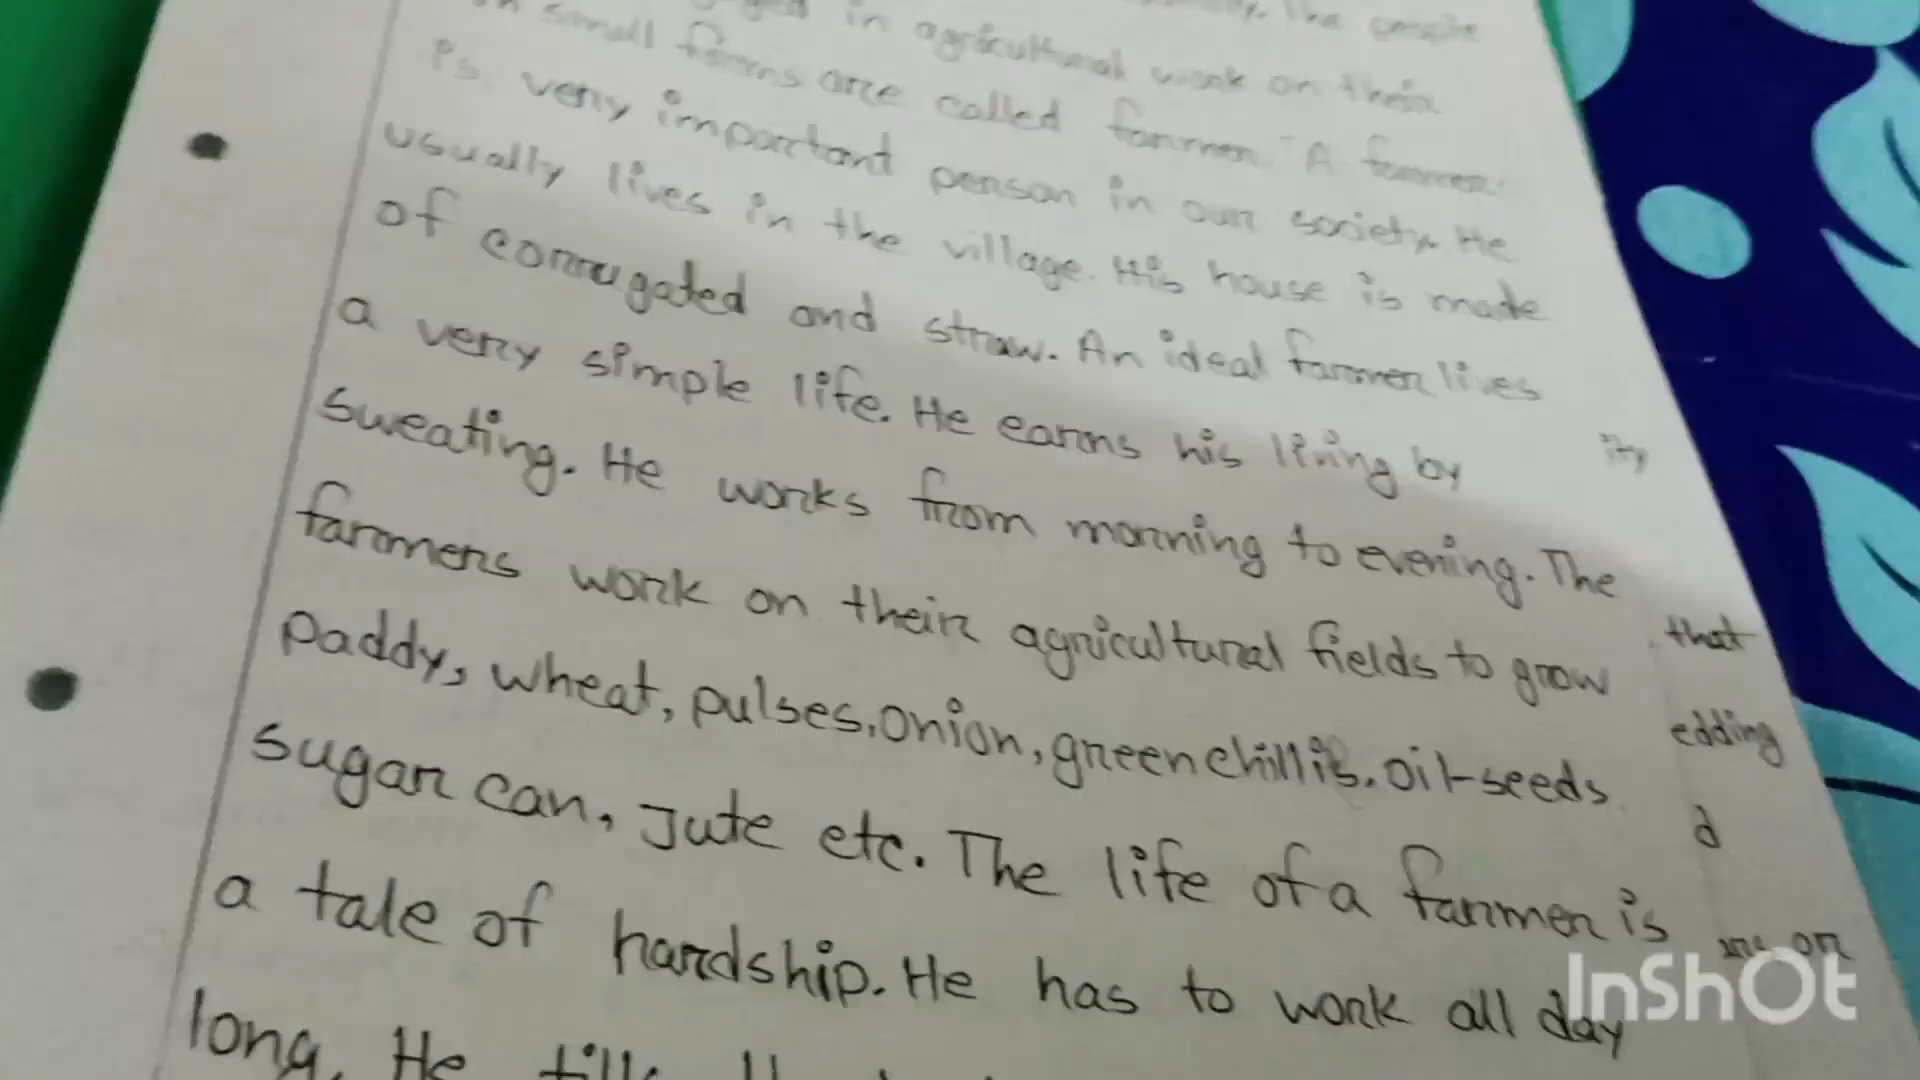 in agricultural work on their
small farms are called farmer. A farmer
is very important person in our society. He
usually lives in the village. His house is made
of corrugated and straw. An ideal farmer lives
a very simple life. He earns his living by
sweating. He works from morning to evening. The
farmers work on their agricultural fields to grow
paddy, wheat, pulses, onion, green chillis. oil-seeds
sugar can, Jute etc. The life of a farmer is
a tale of hardship. He has to work all day
long. He
ity
that
edding
d
or
InShOt